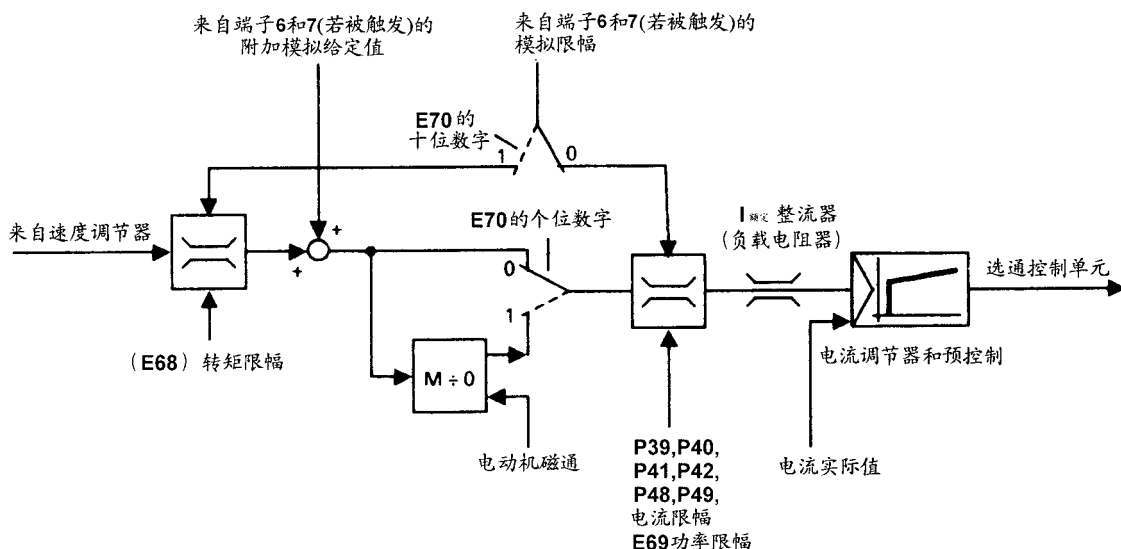 来自端子6和7(若被触发)的
附加模拟给定值
来自端子6和7(若被触发)的
模拟限幅
E70的
十位数字
1
0
来自速度调节器
+
+
E70的个位数字
0
1
I额定 整流器
(负载电阻器)
选通控制单元
(E68) 转矩限幅
M÷0
电流调节器和预控制
电动机磁通
P39,P40,
P41,P42,
P48,P49,
电流限幅
E69功率限幅
电流实际值